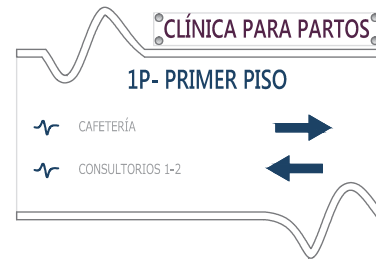 CLÍNICA PARA PARTOS
1P- PRIMER PISO
CAFETERÍA
CONSULTORIOS 1-2